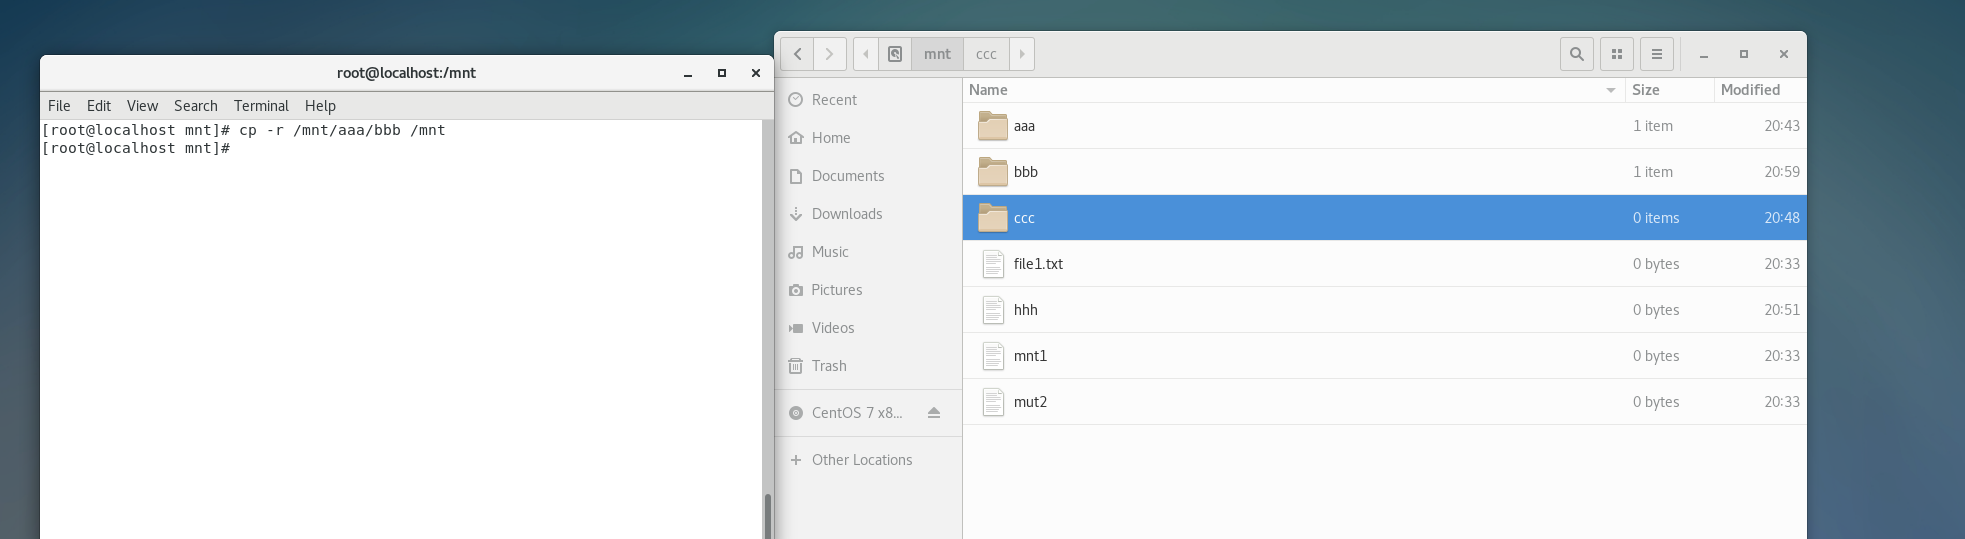 root@localhost:/mnt
File Edit View Search Terminal Help
[root@localhost mnt]# cp -r /mnt/aaa/bbb /mnt
[root@localhost mnt]#
mnt ccc
Recent
Home
Documents
Downloads
Music
Pictures
Videos
Trash
CentOS 7 x8...
Other Locations
Name Size Modified
aaa 1 item 20:43
bbb 1 item 20:59
ccc 0 items 20:48
file1.txt 0 bytes 20:33
hhh 0 bytes 20:51
mnt1 0 bytes 20:33
mut2 0 bytes 20:33